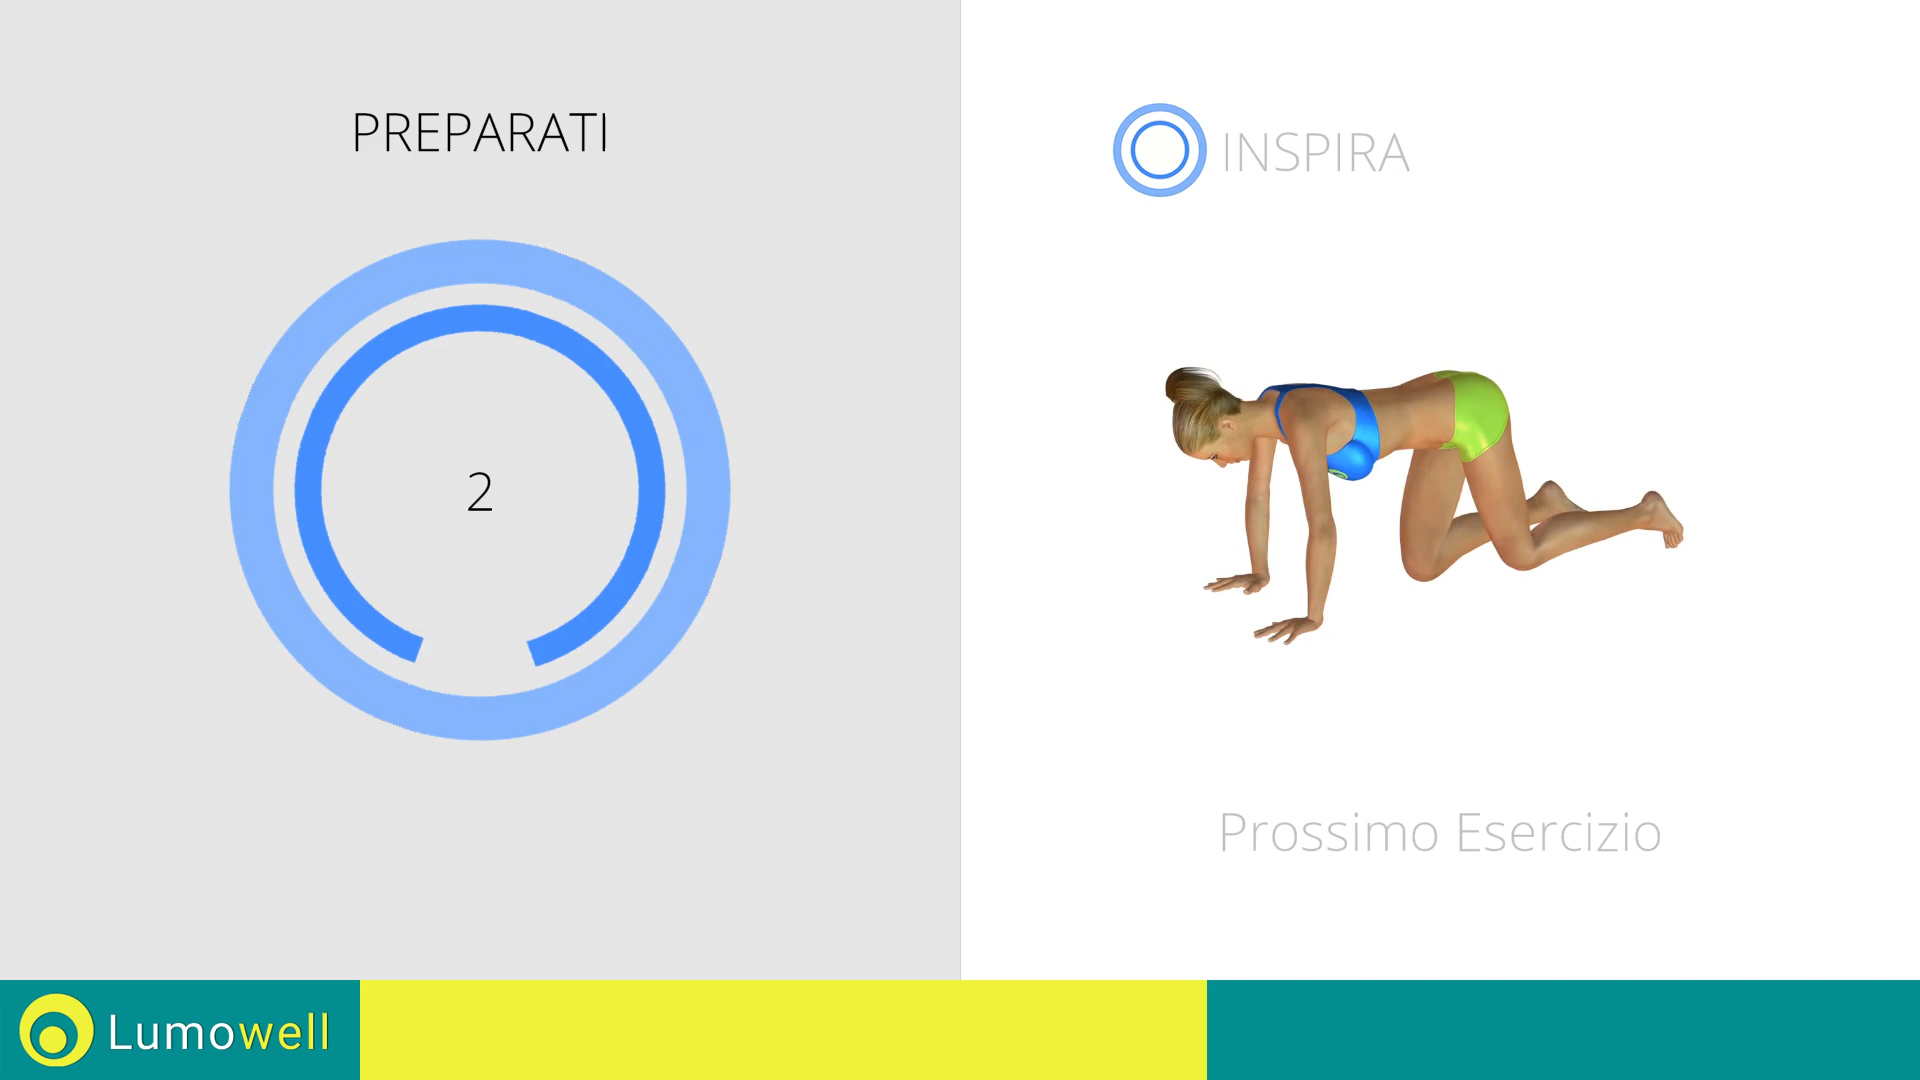 PREPARATI
2
INSPIRA
Prossimo Esercizio
Lumowell